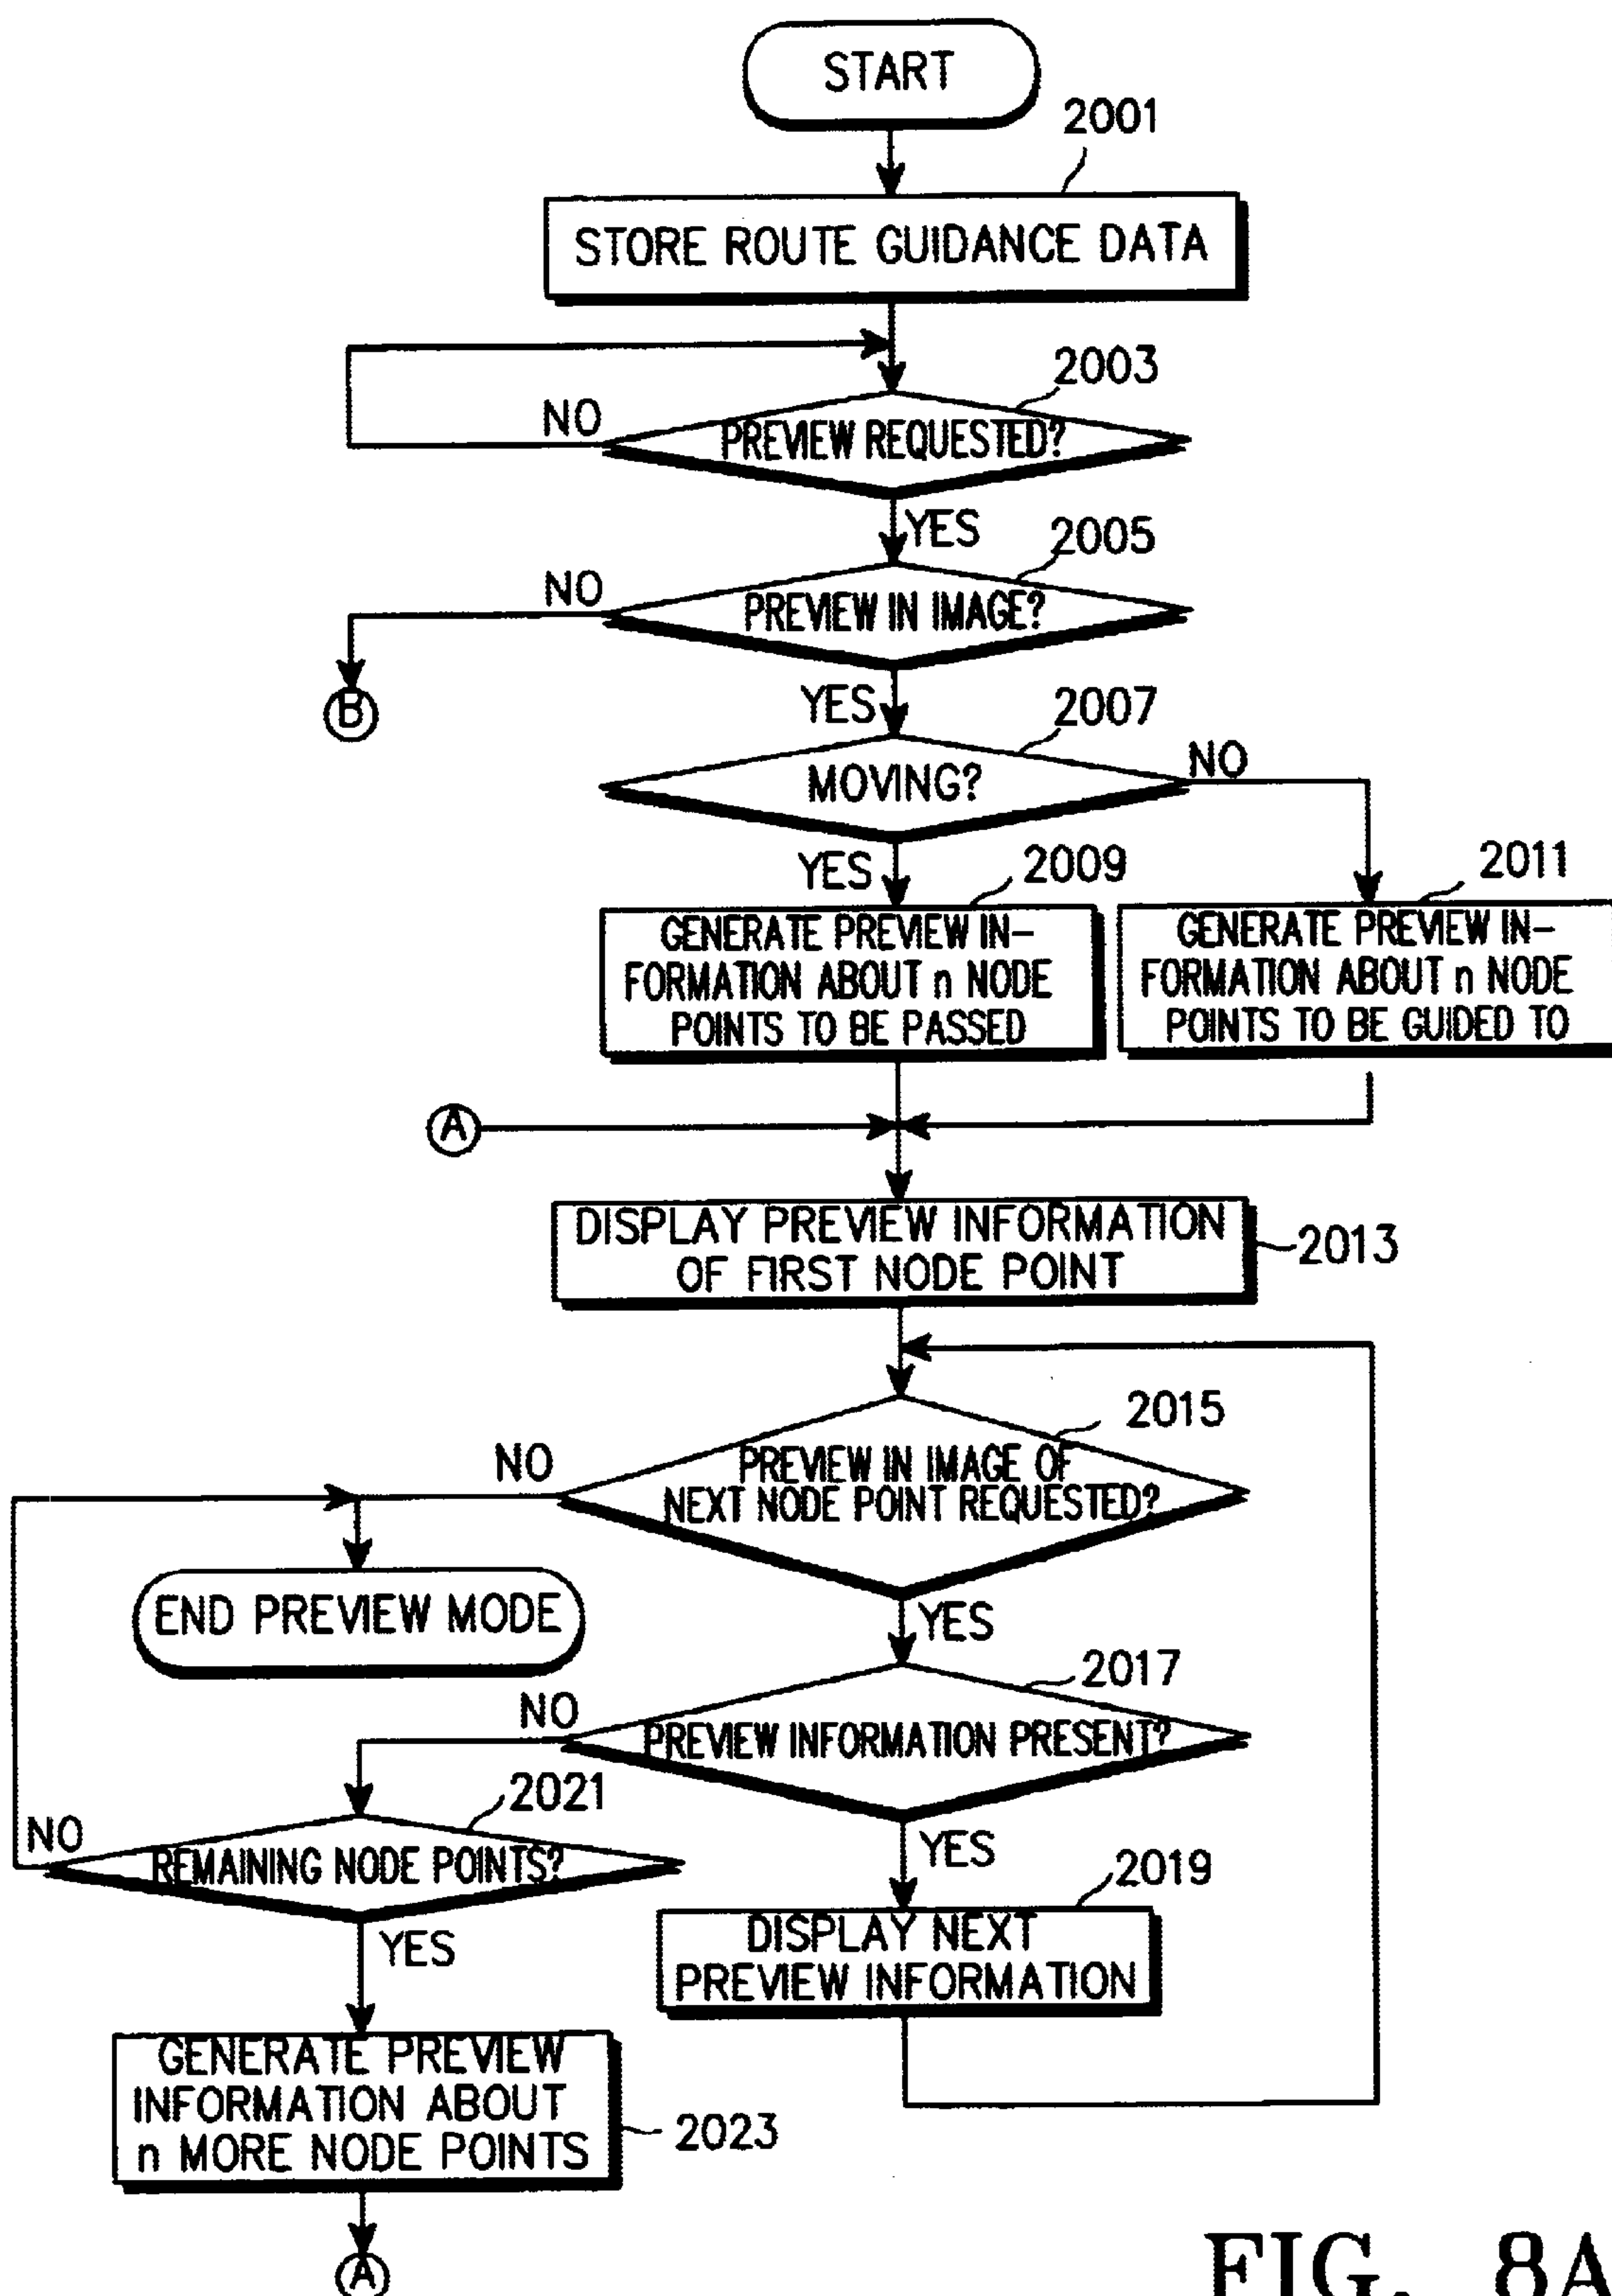 START
2001
STORE ROUTE GUIDANCE DATA
2003
NO
PREVIEW REQUESTED?
YES
2005
NO
PREVIEW IN IMAGE?
B
YES
2007
MOVING?
NO
YES
2009
2011
GENERATE PREVIEW IN-
FORMATION ABOUT n NODE
POINTS TO BE PASSED
GENERATE PREVIEW IN-
FORMATION ABOUT n NODE
POINTS TO BE GUIDED TO
A
DISPLAY PREVIEW INFORMATION
OF FIRST NODE POINT
2013
2015
NO
PREVIEW IN IMAGE OF
NEXT NODE POINT REQUESTED?
END PREVIEW MODE
YES
2017
NO
PREVIEW INFORMATION PRESENT?
2021
NO
REMAINING NODE POINTS?
YES
2019
YES
DISPLAY NEXT
PREVIEW INFORMATION
GENERATE PREVIEW
INFORMATION ABOUT
n MORE NODE POINTS
2023
A
FIG. 8A